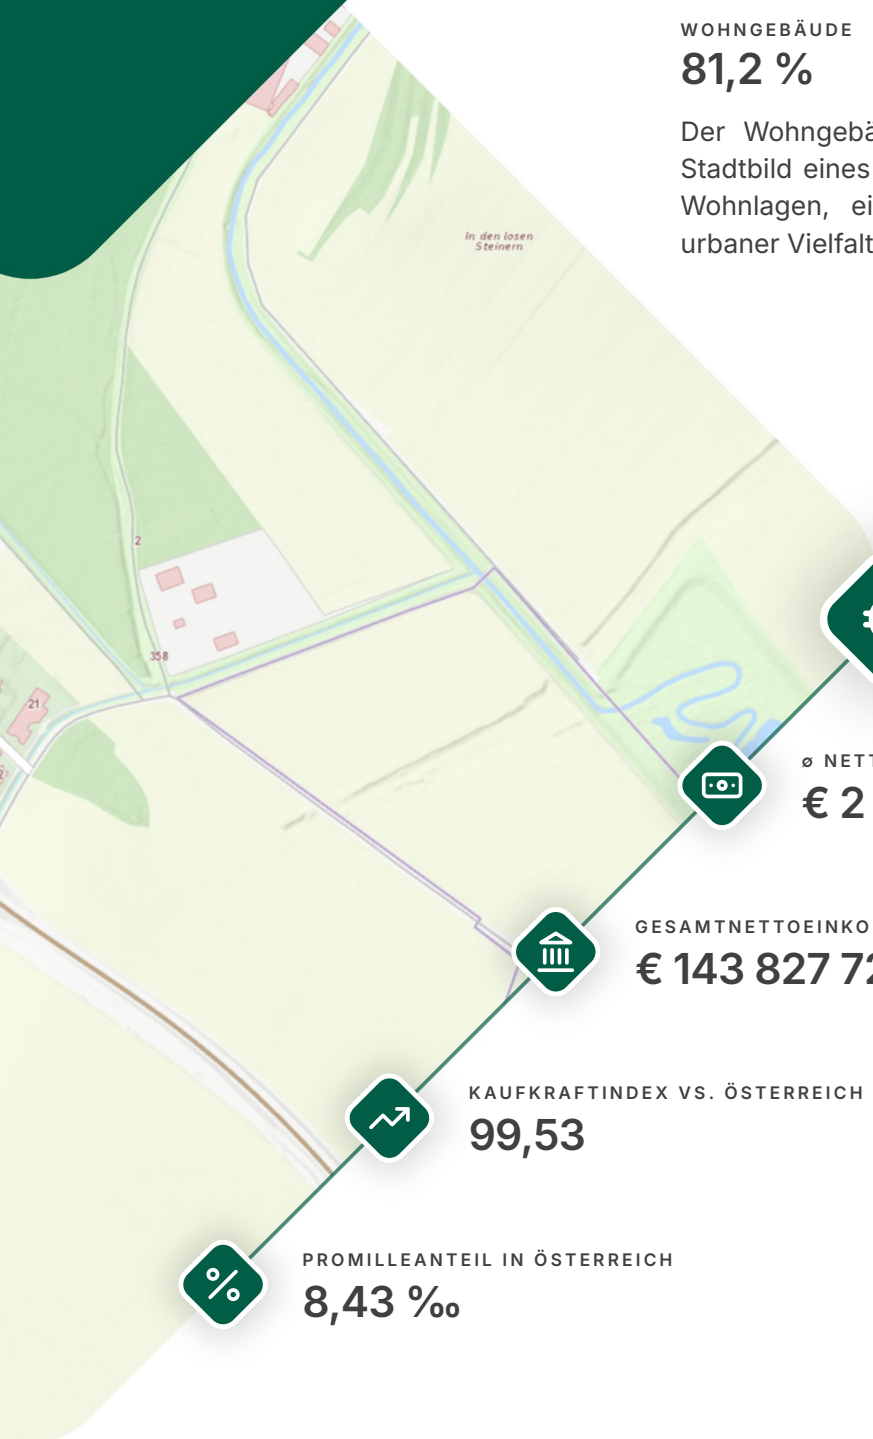 WOHNGEBÄUDE
81,2 %
Der Wohngebä
Stadtbild eines
Wohnlagen, ei
urbaner Vielfalt
In den losen
Steinern
2
358
21
ø NETT
€ 2
GESAMTNETTOEINKO
€ 143 827 72
KAUFKRAFTINDEX VS. ÖSTERREICH
99,53
PROMILLEANTEIL IN ÖSTERREICH
8,43 ‰